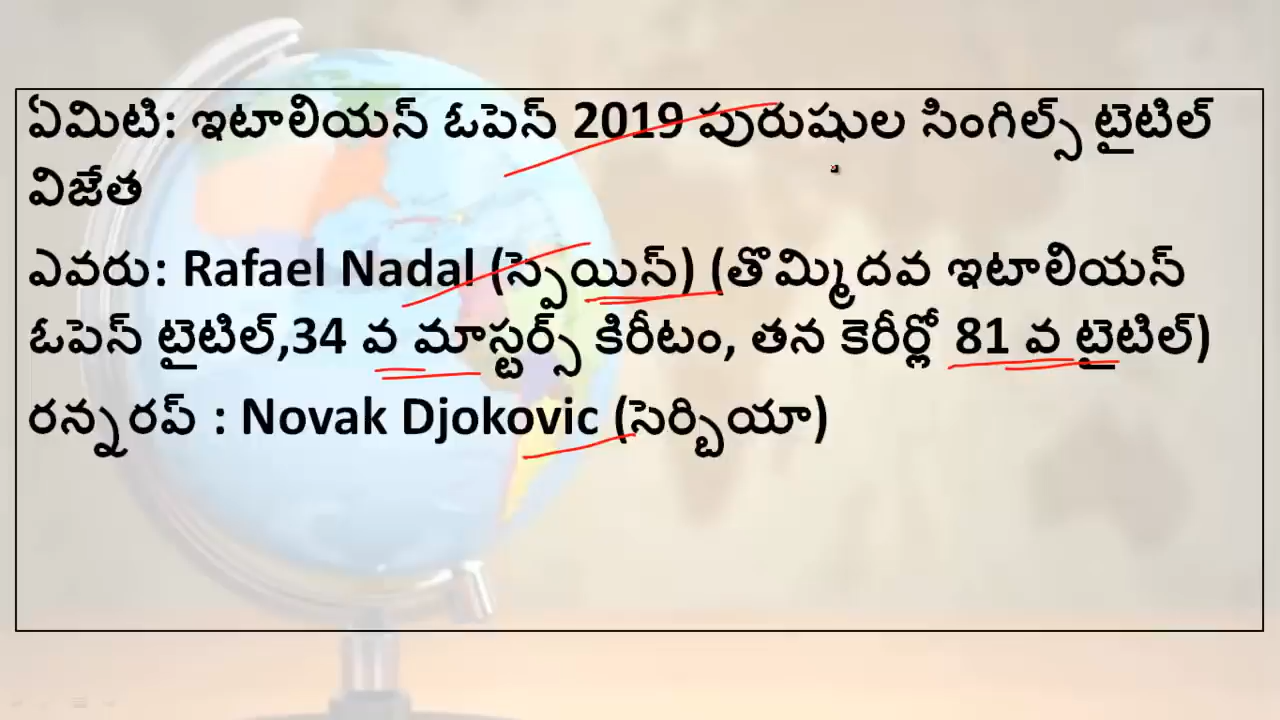 ఏమిటి: ఇటాలియన్ ఓపెన్ 2019 పురుషుల సింగిల్స్ టైటిల్
విజేత
ఎవరు: Rafael Nadal (స్పెయిన్) (తొమ్మిదవ ఇటాలియన్
ఓపెన్ టైటిల్,34 వ మాస్టర్స్ కిరీటం, తన కెరీర్లో 81 వ టైటిల్)
రన్నరప్ : Novak Djokovic (సెర్బియా)